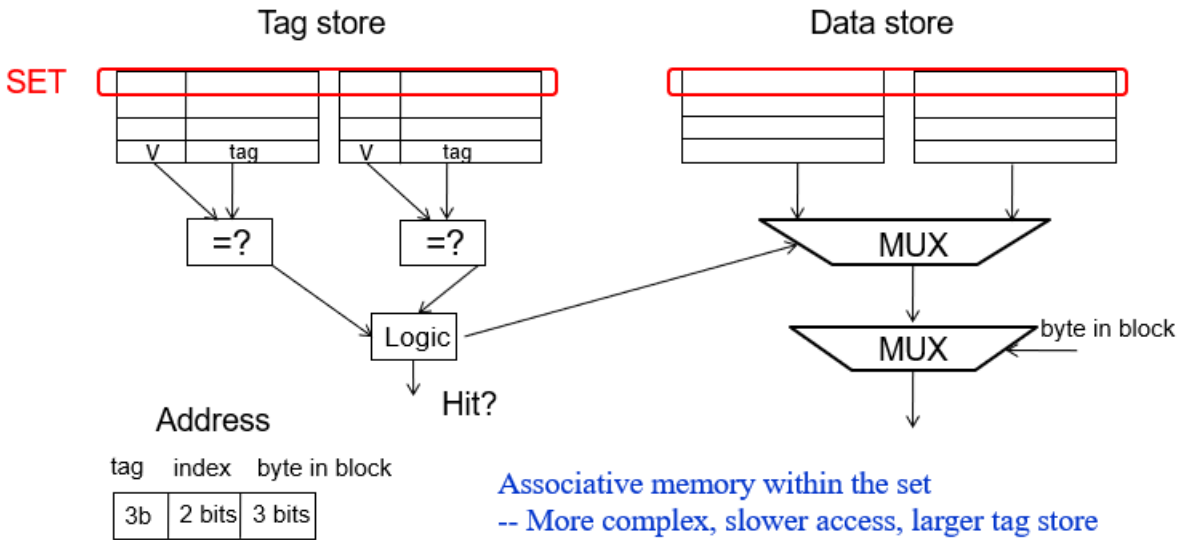 Tag store
Data store
SET
V tag V tag
=? =?
MUX
Logic
MUX
byte in block
Hit?
Address
tag index byte in block
3b 2 bits 3 bits
Associative memory within the set
-- More complex, slower access, larger tag store